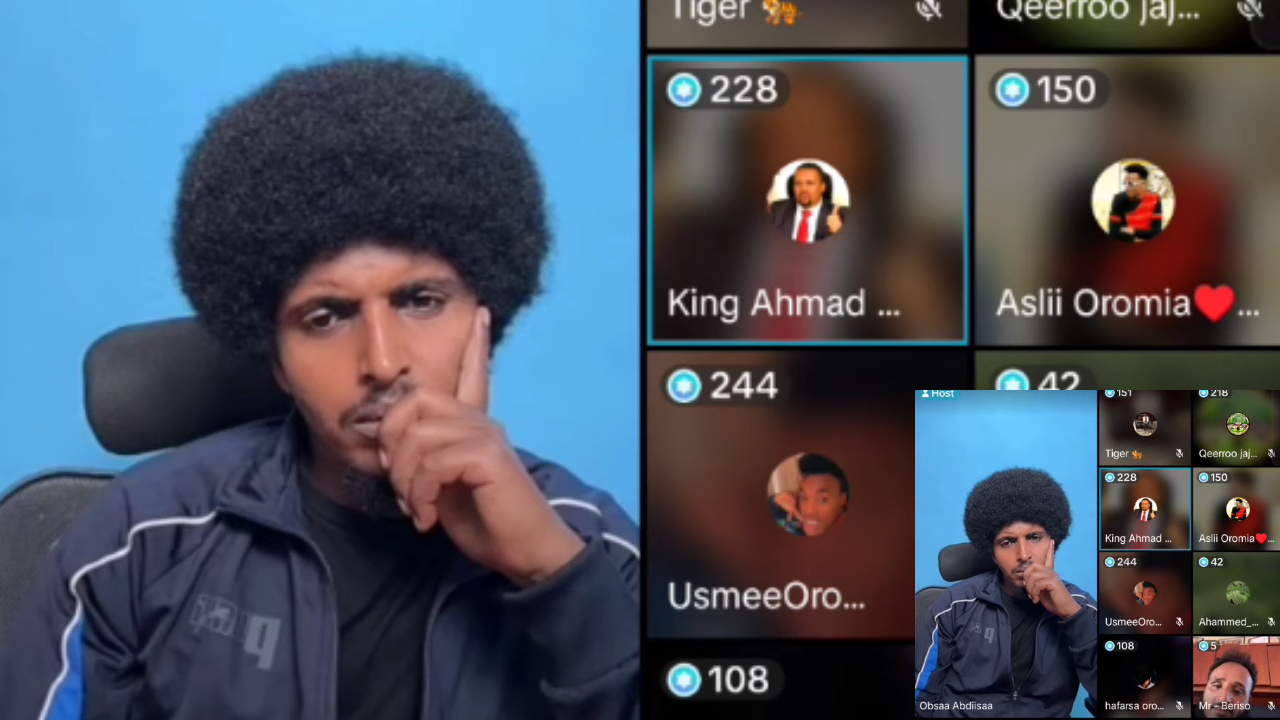 Tiger 🐅
Qeerroo jaj...
228
150
King Ahmad ...
Aslii Oromia❤️...
244
42
UsmeeOro...
108
Host
151
218
Tiger 🐅
Qeerroo jaj...
228
150
King Ahmad ...
Aslii Oromia❤️...
244
42
UsmeeOro...
Ahammed_...
108
5
Obsaa Abdiisaa
hafarsa oro...
Mr - Beriso